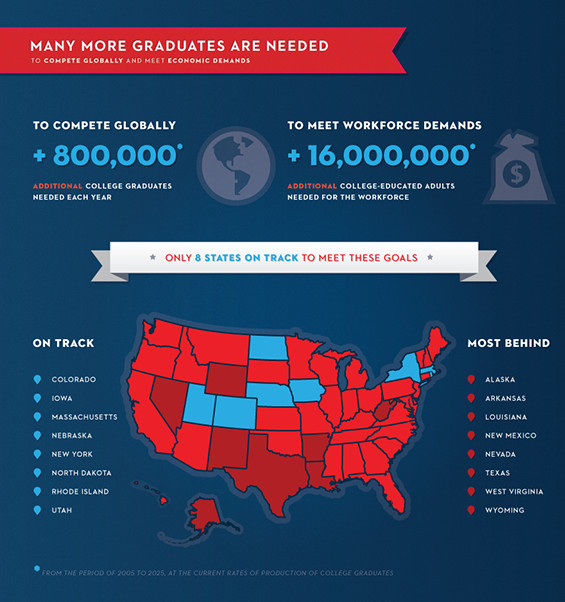 MANY MORE GRADUATES ARE NEEDED
TO COMPETE GLOBALLY AND MEET ECONOMIC DEMANDS
TO COMPETE GLOBALLY
+ 800,000*
ADDITIONAL COLLEGE GRADUATES
NEEDED EACH YEAR
TO MEET WORKFORCE DEMANDS
+ 16,000,000*
ADDITIONAL COLLEGE-EDUCATED ADULTS
NEEDED FOR THE WORKFORCE
$
ONLY 8 STATES ON TRACK TO MEET THESE GOALS
ON TRACK
COLORADO
IOWA
MASSACHUSETTS
NEBRASKA
NEW YORK
NORTH DAKOTA
RHODE ISLAND
UTAH
MOST BEHIND
ALASKA
ARKANSAS
LOUISIANA
NEW MEXICO
NEVADA
TEXAS
WEST VIRGINIA
WYOMING
* FROM THE PERIOD OF 2005 TO 2025, AT THE CURRENT RATES OF PRODUCTION OF COLLEGE GRADUATES